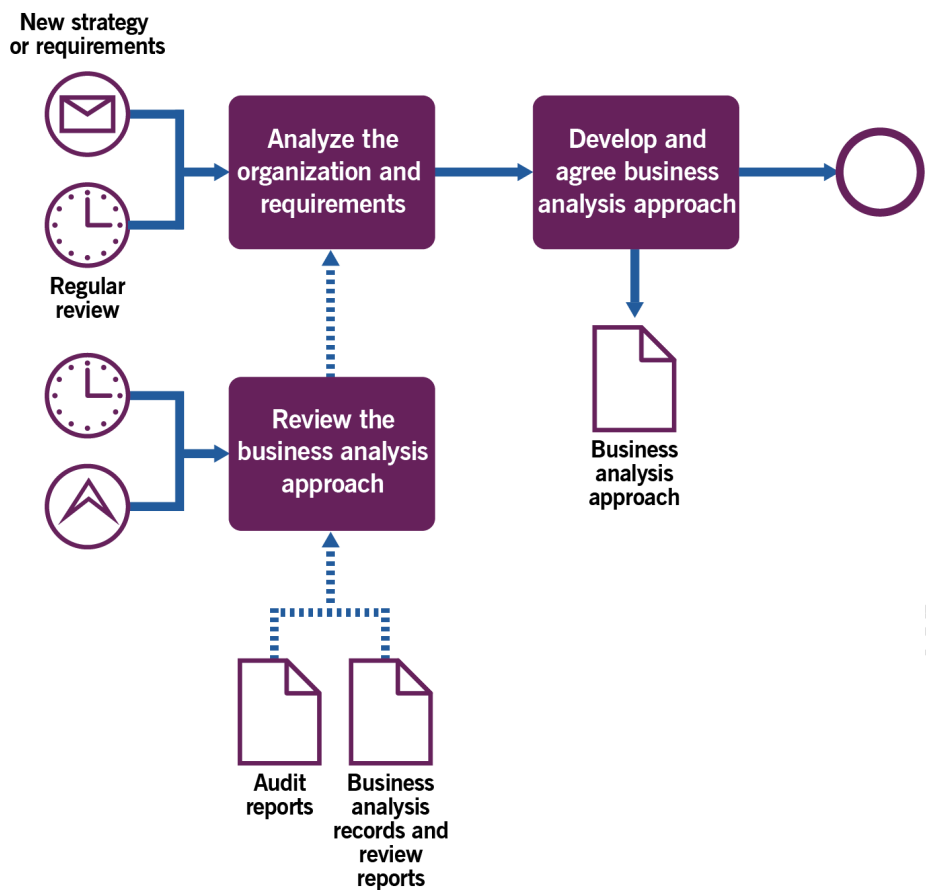 New strategy
or requirements
Analyze the
organization and
requirements
Develop and
agree business
analysis approach
Regular
review
Review the
business analysis
approach
Business
analysis
approach
Audit
reports
Business
analysis
records and
review
reports